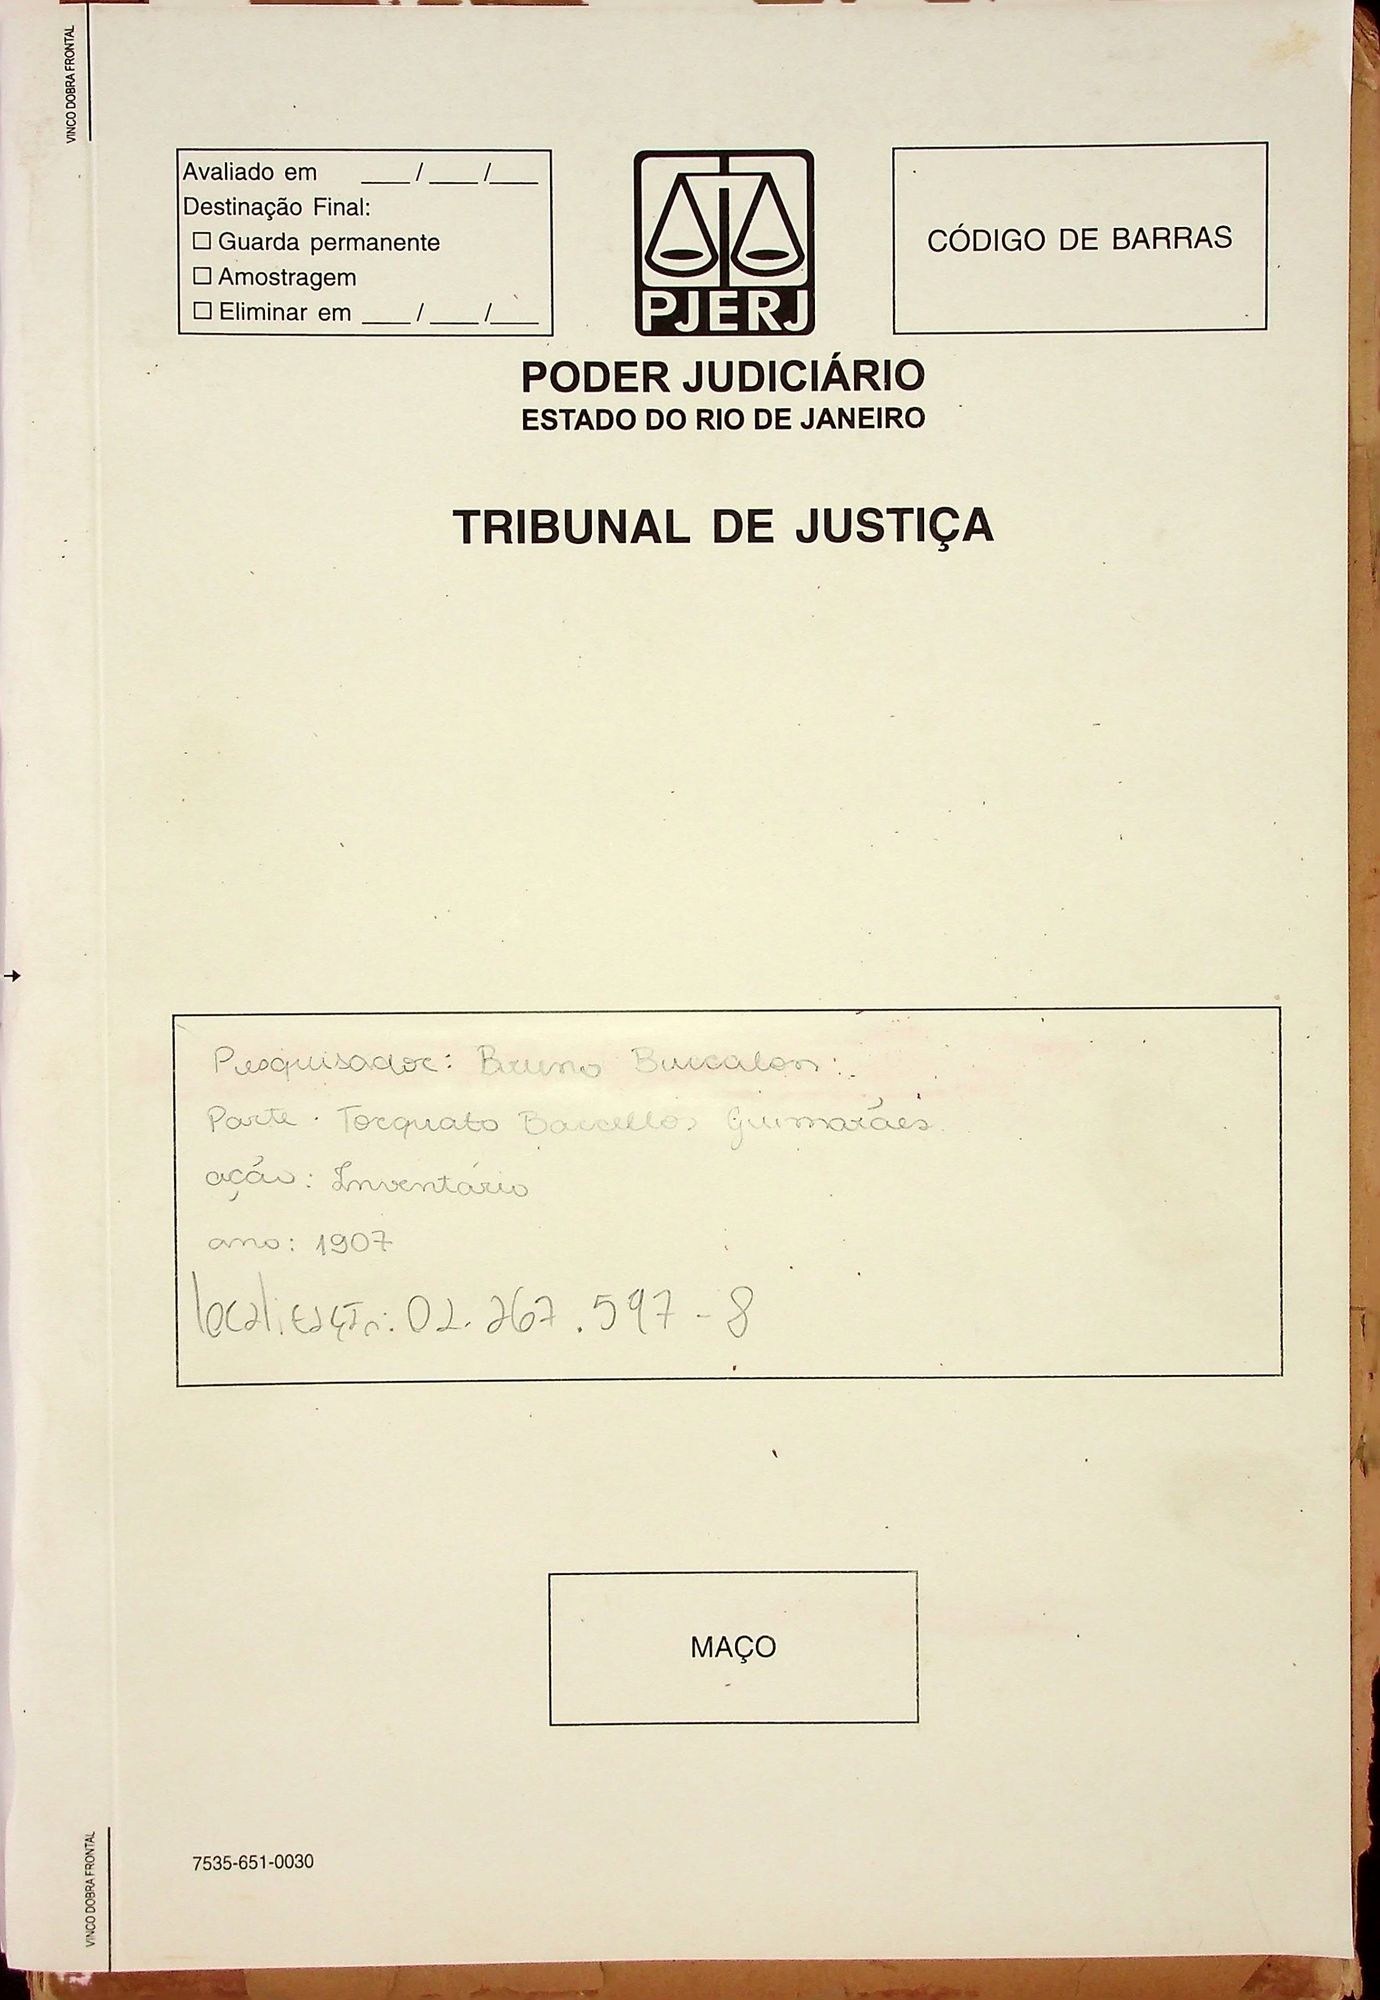 VINCO DOBRA FRONTAL
Avaliado em ___/___/___
Destinação Final:
☐ Guarda permanente
☐ Amostragem
☐ Eliminar em ___/___/___
PJERJ
CÓDIGO DE BARRAS
PODER JUDICIÁRIO
ESTADO DO RIO DE JANEIRO
TRIBUNAL DE JUSTIÇA
Pesquisador: Bruno Buccalon
Parte. Torquato Barcellos Guimarães
ação: Inventário
ano: 1907
localização: 02.267.597-8
MAÇO
7535-651-0030
VINCO DOBRA FRONTAL